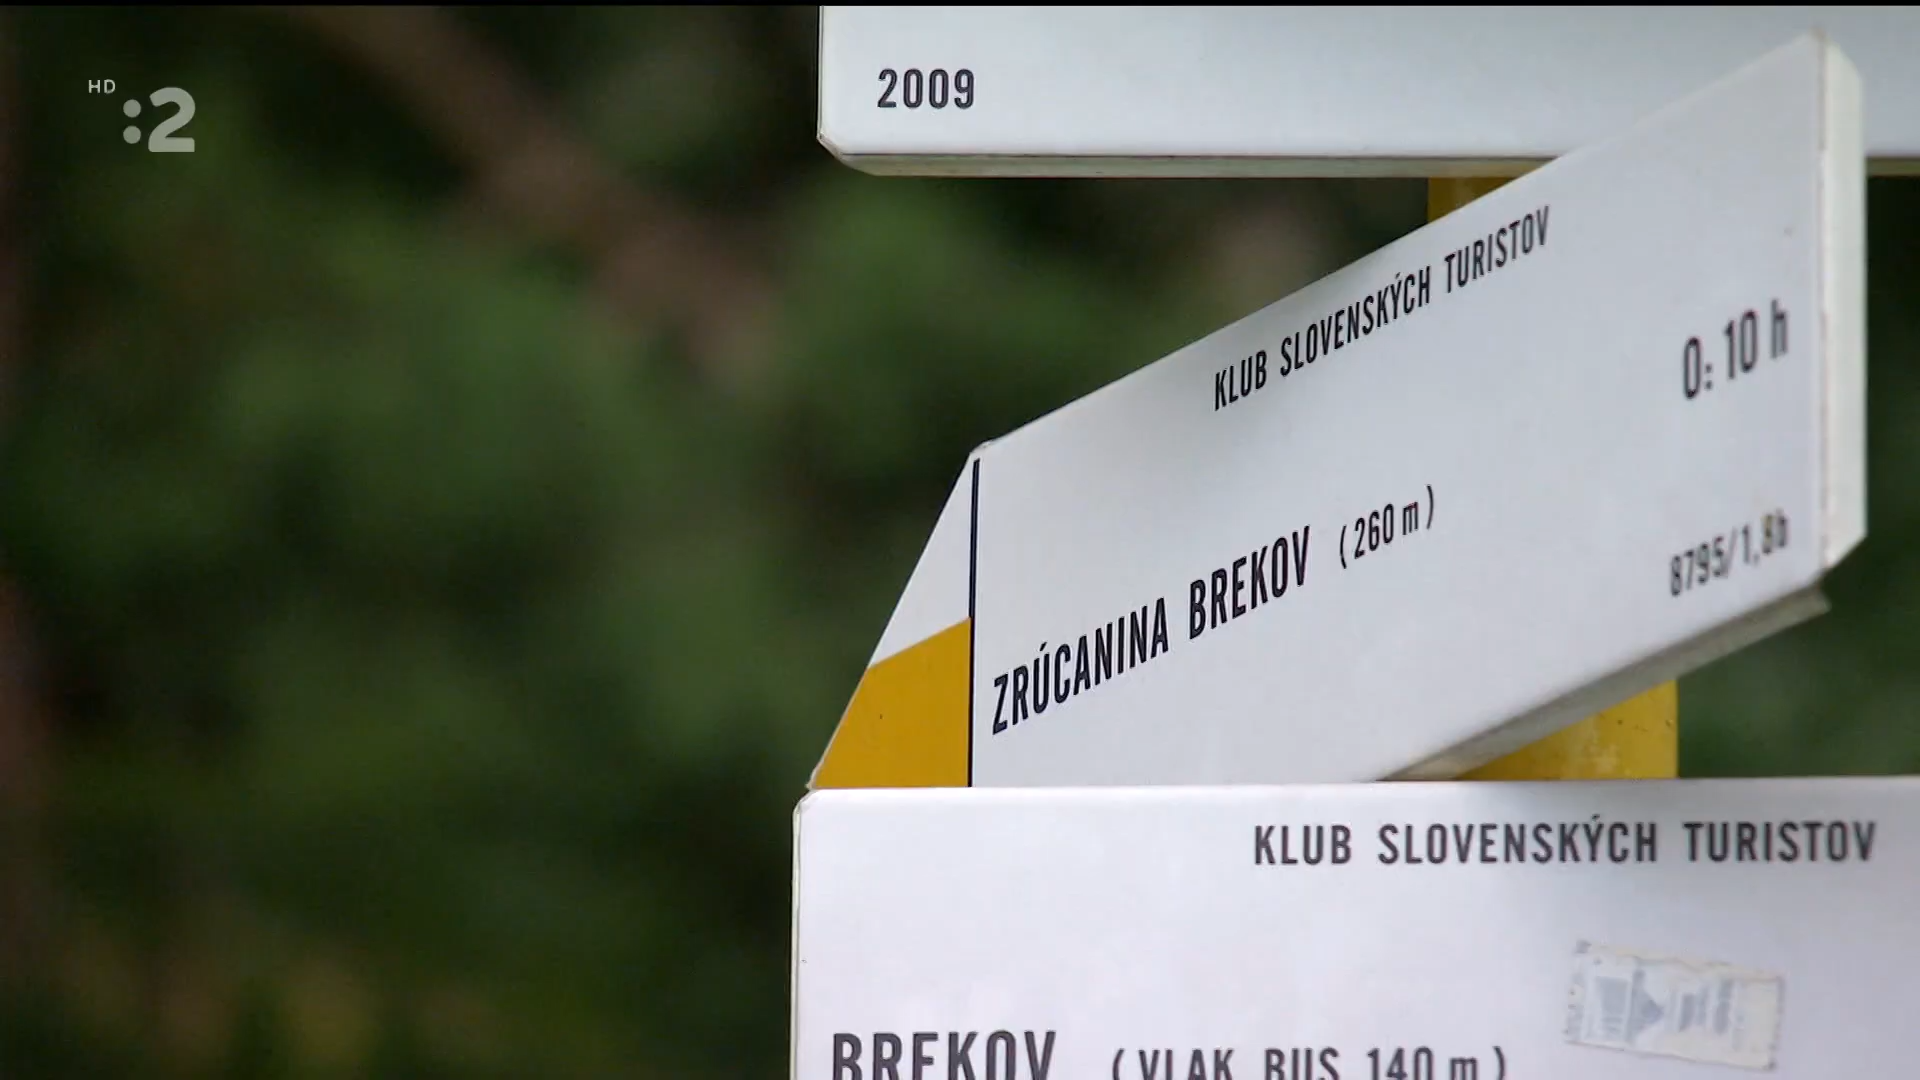 HD
:2
2009
KLUB SLOVENSKÝCH TURISTOV
0:10 h
ZRÚCANINA BREKOV (260 m)
8795/1,8b
KLUB SLOVENSKÝCH TURISTOV
BREKOV (VLAK BUS 140 m)